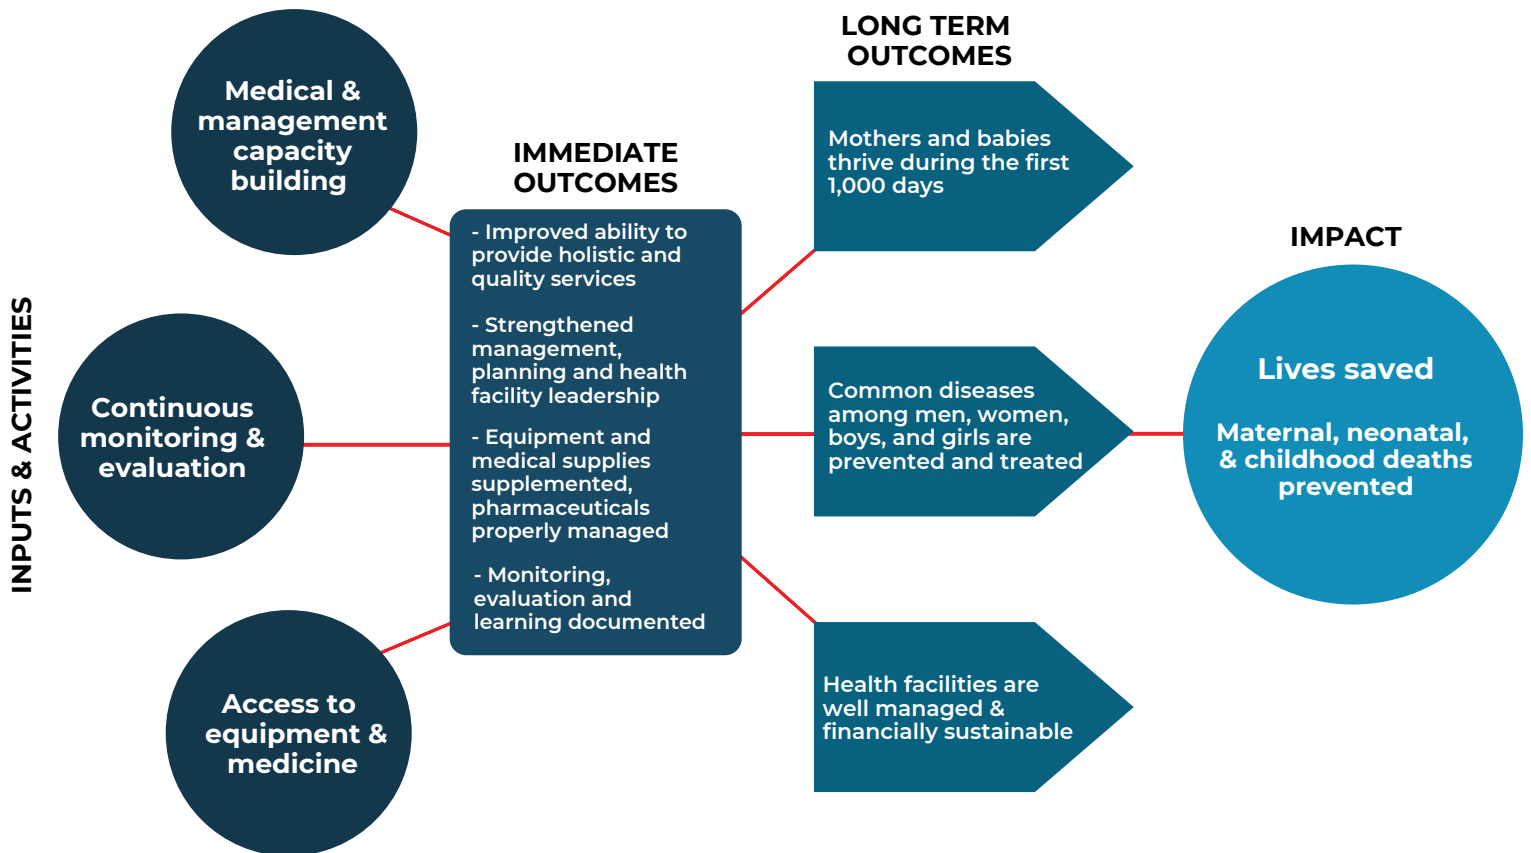 INPUTS & ACTIVITIES
Medical &
management
capacity
building
Continuous
monitoring &
evaluation
Access to
equipment &
medicine
IMMEDIATE
OUTCOMES
- Improved ability to
provide holistic and
quality services
- Strengthened
management,
planning and health
facility leadership
- Equipment and
medical supplies
supplemented,
pharmaceuticals
properly managed
- Monitoring,
evaluation and
learning documented
LONG TERM
OUTCOMES
Mothers and babies
thrive during the first
1,000 days
Common diseases
among men, women,
boys, and girls are
prevented and treated
Health facilities are
well managed &
financially sustainable
IMPACT
Lives saved
Maternal, neonatal,
& childhood deaths
prevented